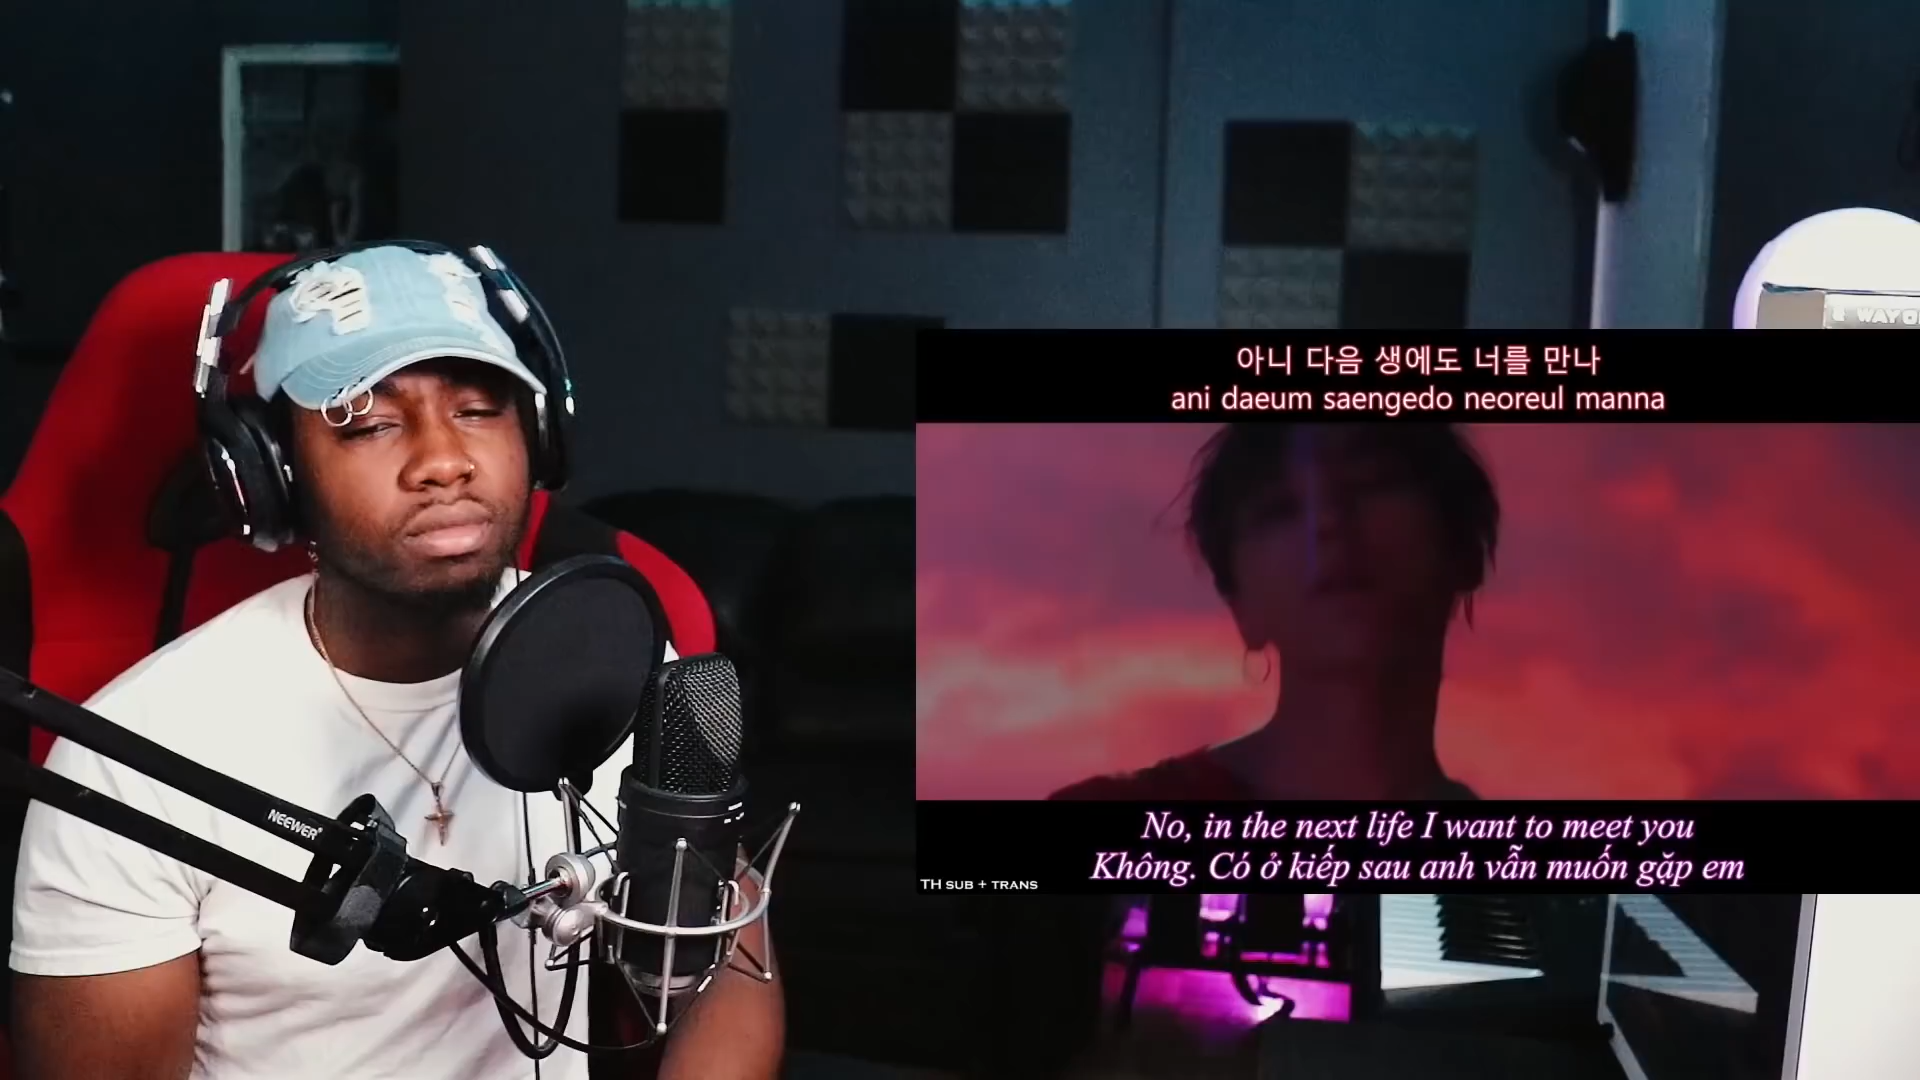 아니 다음 생에도 너를 만나
ani daeum saengedo neoreul manna
No, in the next life I want to meet you
Không. Có ở kiếp sau anh vẫn muốn gặp em
TH SUB + TRANS
NEEWER
WAY